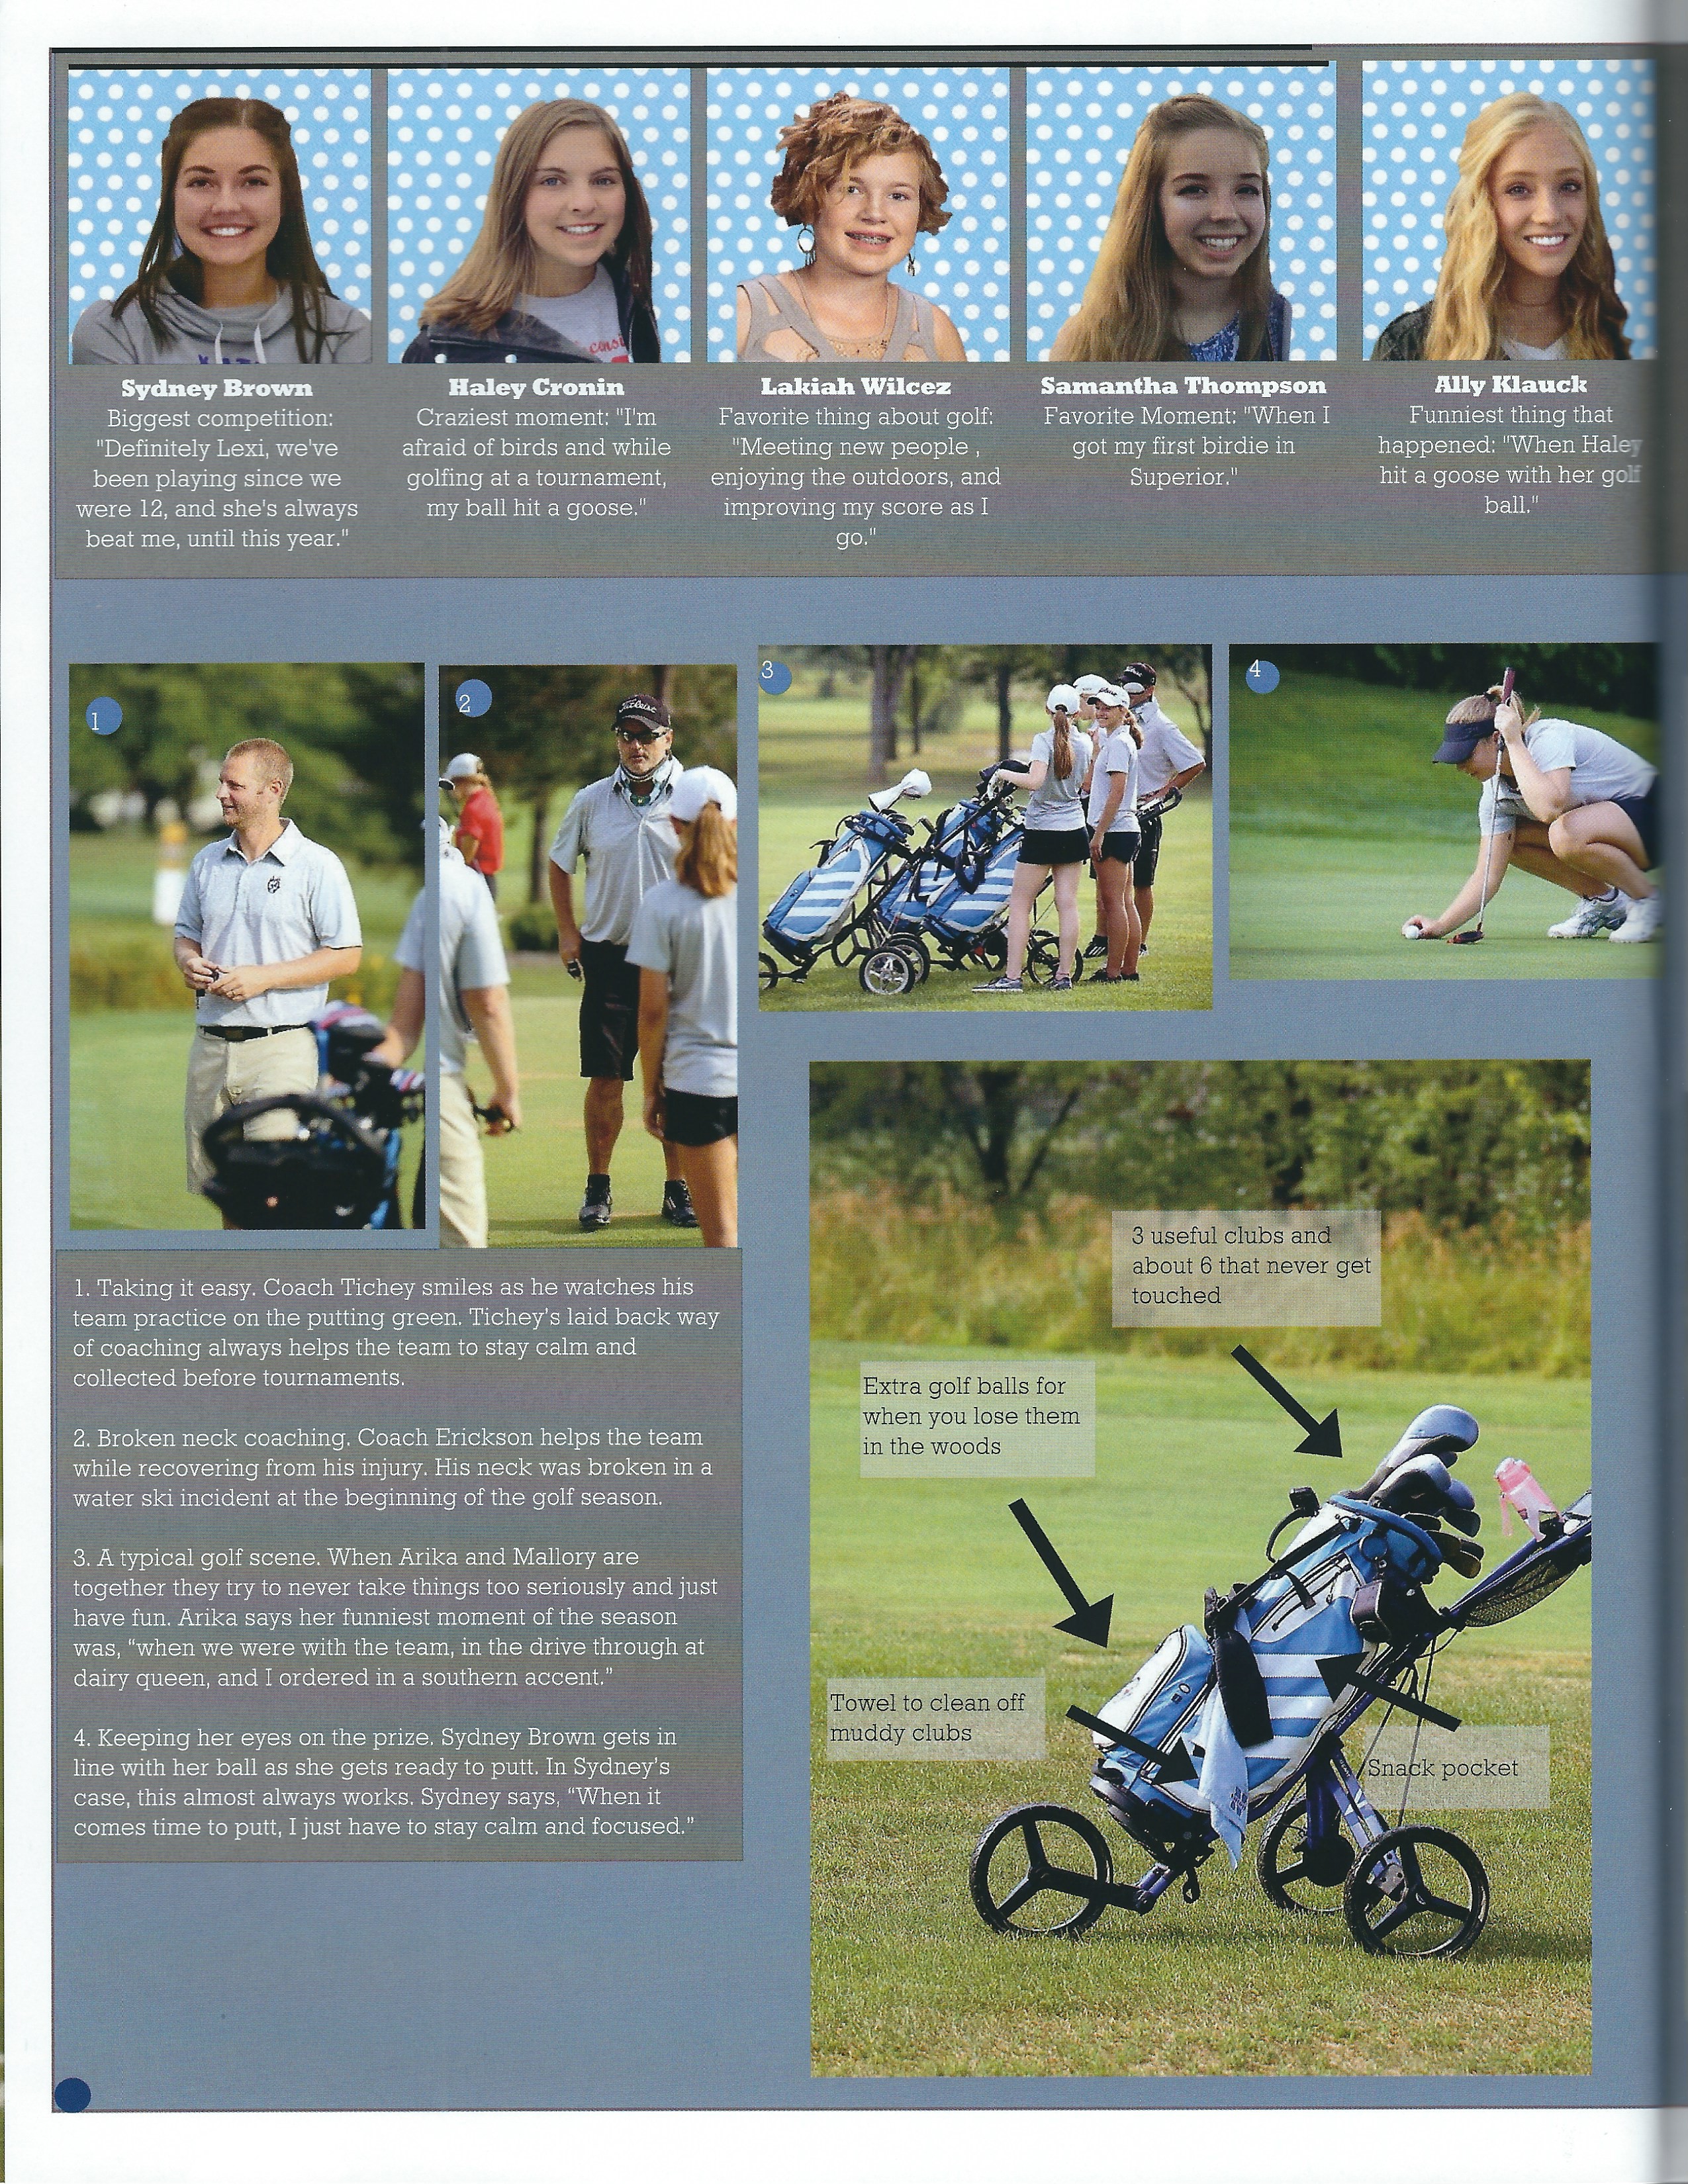 Sydney Brown
Biggest competition:
"Definitely Lexi, we've
been playing since we
were 12, and she's always
beat me, until this year."
Haley Cronin
Craziest moment: "I'm
afraid of birds and while
golfing at a tournament,
my ball hit a goose."
Lakiah Wilcez
Favorite thing about golf:
"Meeting new people ,
enjoying the outdoors, and
improving my score as I
go."
Samantha Thompson
Favorite Moment: "When I
got my first birdie in
Superior."
Ally Klauck
Funniest thing that
happened: "When Haley
hit a goose with her golf
ball."
1
2
Titleist
3
4
1. Taking it easy. Coach Tichey smiles as he watches his
team practice on the putting green. Tichey's laid back way
of coaching always helps the team to stay calm and
collected before tournaments.
2. Broken neck coaching. Coach Erickson helps the team
while recovering from his injury. His neck was broken in a
water ski incident at the beginning of the golf season.
3. A typical golf scene. When Arika and Mallory are
together they try to never take things too seriously and just
have fun. Arika says her funniest moment of the season
was, “when we were with the team, in the drive through at
dairy queen, and I ordered in a southern accent.”
4. Keeping her eyes on the prize. Sydney Brown gets in
line with her ball as she gets ready to putt. In Sydney's
case, this almost always works. Sydney says, “When it
comes time to putt, I just have to stay calm and focused.”
3 useful clubs and
about 6 that never get
touched
Extra golf balls for
when you lose them
in the woods
Towel to clean off
muddy clubs
Snack pocket